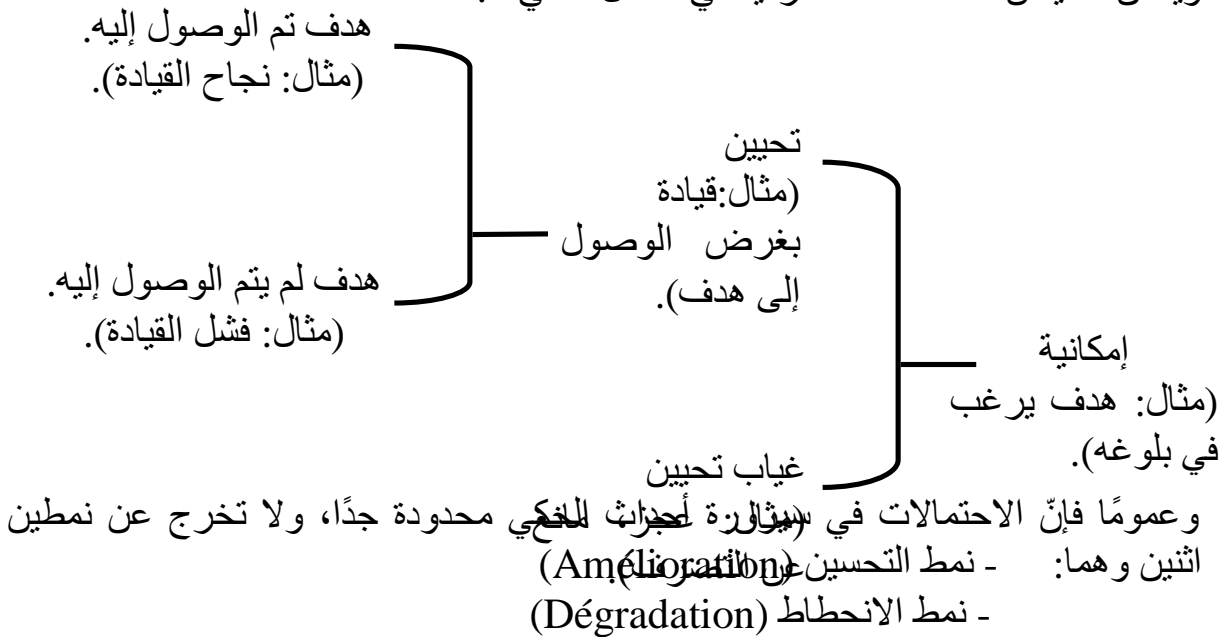 هدف تم الوصول إليه.
(مثال: نجاح القيادة).
تحيين
(مثال:قيادة
بغرض الوصول
إلى هدف).
هدف لم يتم الوصول إليه.
(مثال: فشل القيادة).
إمكانية
(مثال: هدف يرغب
في بلوغه).
غياب تحيين
وعمومًا فإنّ الاحتمالات في سيرورة أحداث الحكي محدودة جدًا، ولا تخرج عن نمطين
اثنين وهما: - نمط التحسين (Amélioration)
- نمط الانحطاط (Dégradation)